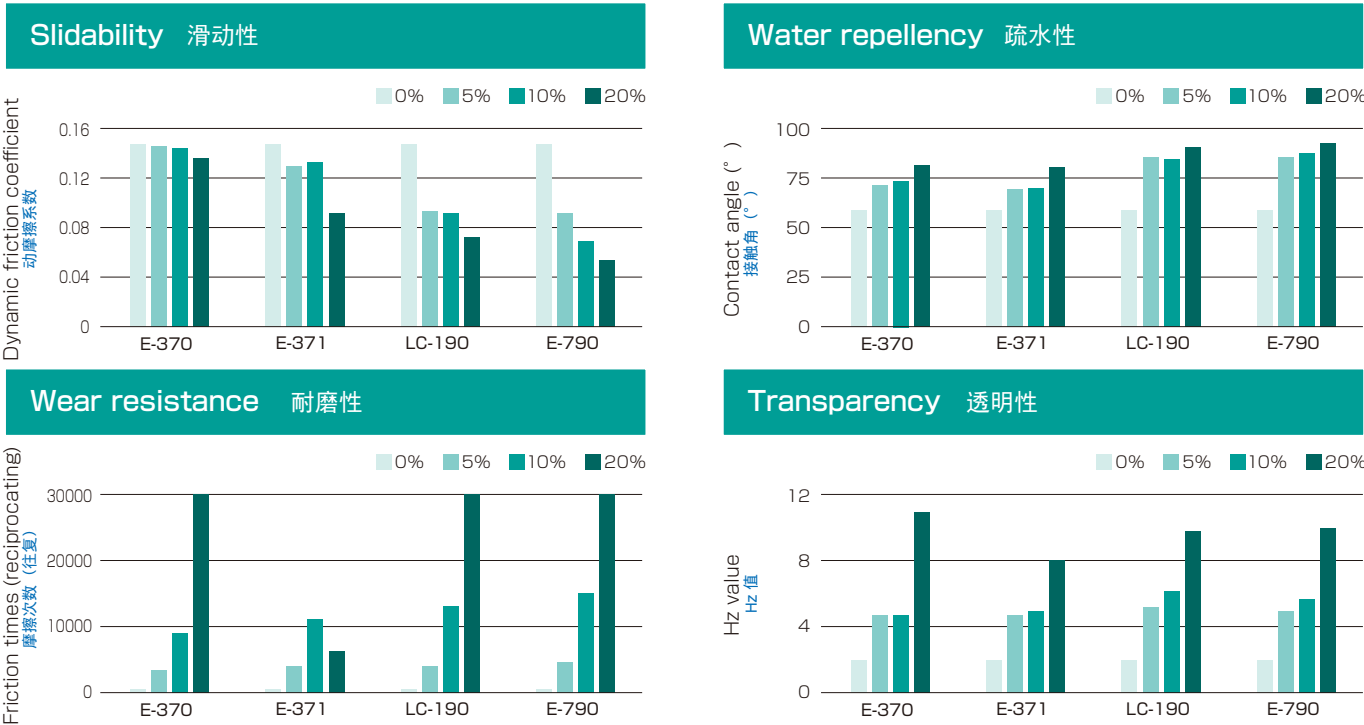 Slidability 滑动性
0% 5% 10% 20%
Dynamic friction coefficient
动摩擦系数
0.16
0.12
0.08
0.04
0
E-370 E-371 LC-190 E-790
Water repellency 疏水性
0% 5% 10% 20%
Contact angle (°)
接触角 (°)
100
75
50
25
0
E-370 E-371 LC-190 E-790
Wear resistance 耐磨性
0% 5% 10% 20%
Friction times (reciprocating)
摩擦次数 (往复)
30000
20000
10000
0
E-370 E-371 LC-190 E-790
Transparency 透明性
0% 5% 10% 20%
Hz value
Hz 值
12
8
4
0
E-370 E-371 LC-190 E-790